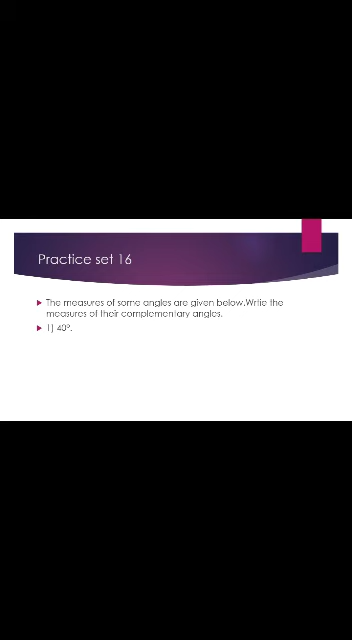 Practice set 16
The measures of some angles are given below.Wrtie the
measures of their complementary angles.
1) 40°.